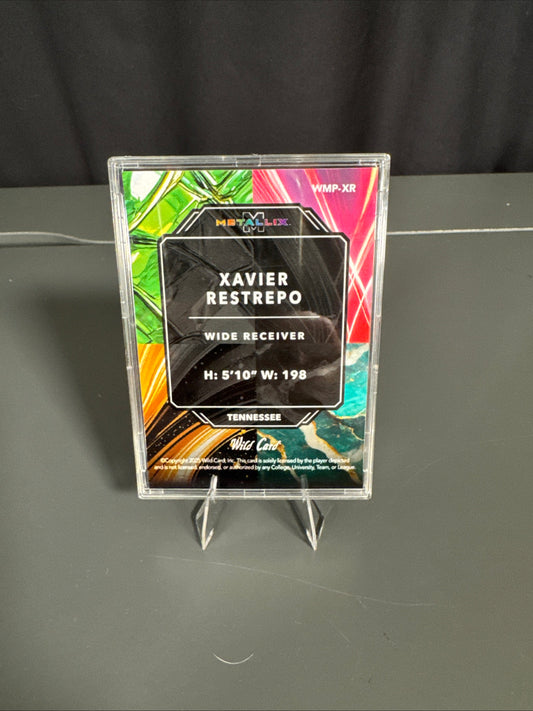 WMP-XR
M
METALLIX
XAVIER
RESTREPO
WIDE RECEIVER
H: 5'10" W: 198
TENNESSEE
Wild Card
©Copyright 2025 Wild Card, Inc. This card is solely licensed by the player depicted
and is not licensed, endorsed, or authorized by any College, University, Team, or League.